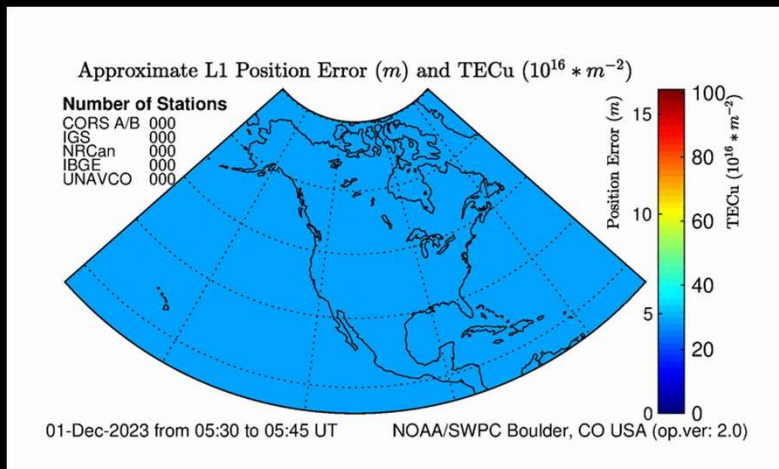 Approximate L1 Position Error (m) and TECu (10^16 * m^-2)
Number of Stations
CORS A/B 000
IGS 000
NRCan 000
IBGE 000
UNAVCO 000
Position Error (m)
15
10
5
0
100
80
60
40
20
0
TECu (10^16 * m^-2)
01-Dec-2023 from 05:30 to 05:45 UT
NOAA/SWPC Boulder, CO USA (op.ver: 2.0)